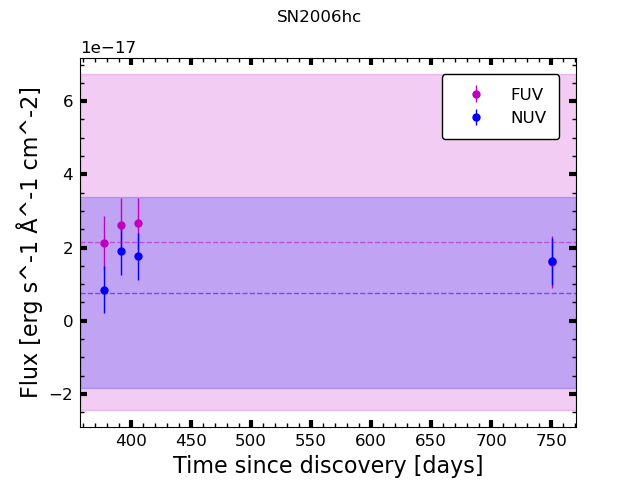 SN2006hc
1e−17
FUV
NUV
6
4
2
0
−2
Flux [erg s^-1 Å^-1 cm^-2]
400 450 500 550 600 650 700 750
Time since discovery [days]